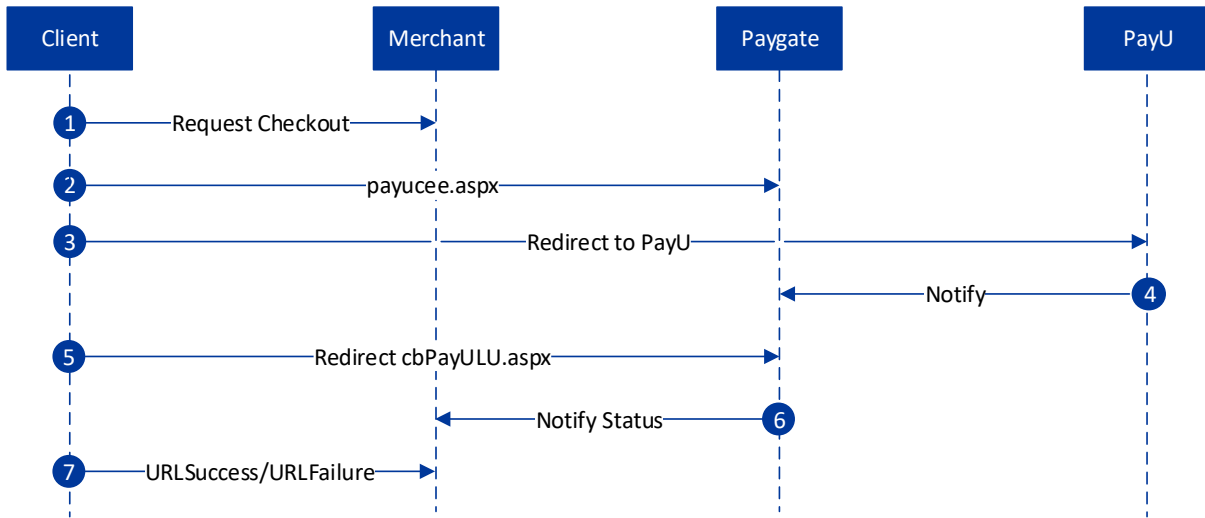 Client
Merchant
Paygate
PayU
1
Request Checkout
2
payucee.aspx
3
Redirect to PayU
Notify
4
5
Redirect cbPayULU.aspx
Notify Status
6
7
URLSuccess/URLFailure